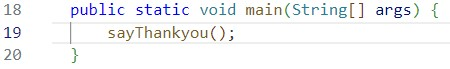 18 public static void main(String[] args) {
19 sayThankyou();
20 }